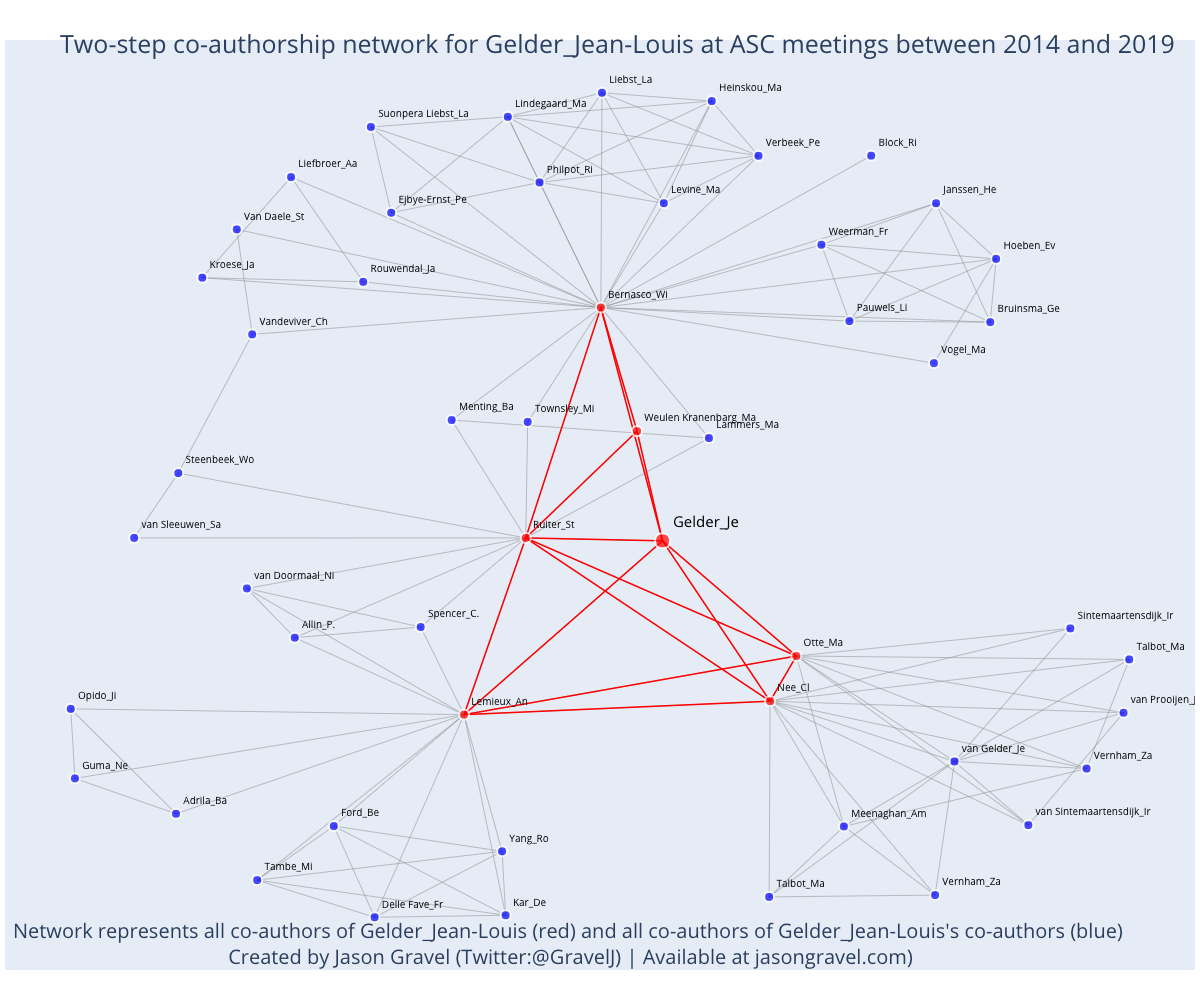 Two-step co-authorship network for Gelder_Jean-Louis at ASC meetings between 2014 and 2019
Liebst_La
Heinskou_Ma
Lindegaard_Ma
Suonpera Liebst_La
Verbeek_Pe
Block_Ri
Liefbroer_Aa
Philpot_Ri
Levine_Ma
Janssen_He
Ejbye-Ernst_Pe
Van Daele_St
Weerman_Fr
Hoeben_Ev
Kroese_Ja
Rouwendal_Ja
Bernasco_Wi
Pauwels_Li
Bruinsma_Ge
Vandeviver_Ch
Vogel_Ma
Menting_Ba
Townsley_Mi
Weulen Kranenbarg_Ma
Lammers_Ma
Steenbeek_Wo
van Sleeuwen_Sa
Ruiter_St
Gelder_Je
van Doormaal_Ni
Spencer_C.
Allin_P.
Sintemaartensdijk_Ir
Otte_Ma
Talbot_Ma
Nee_Cl
Opido_Ji
Lemieux_An
van Prooijen_J
van Gelder_Je
Vernham_Za
Guma_Ne
Adrila_Ba
Ford_Be
Meenaghan_Am
van Sintemaartensdijk_Ir
Yang_Ro
Tambe_Mi
Talbot_Ma
Vernham_Za
Delle Fave_Fr
Kar_De
Network represents all co-authors of Gelder_Jean-Louis (red) and all co-authors of Gelder_Jean-Louis's co-authors (blue)
Created by Jason Gravel (Twitter:@GravelJ) | Available at jasongravel.com)